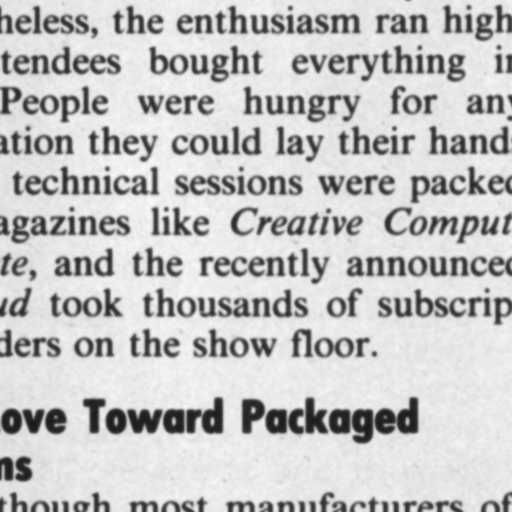 heless, the enthusiasm ran high
tendees bought everything in
People were hungry for any
ation they could lay their hand
technical sessions were packed
agazines like Creative Comput
te, and the recently announced
ud took thousands of subscrip
ders on the show floor.
ove Toward Packaged
ms
though most manufacturers of